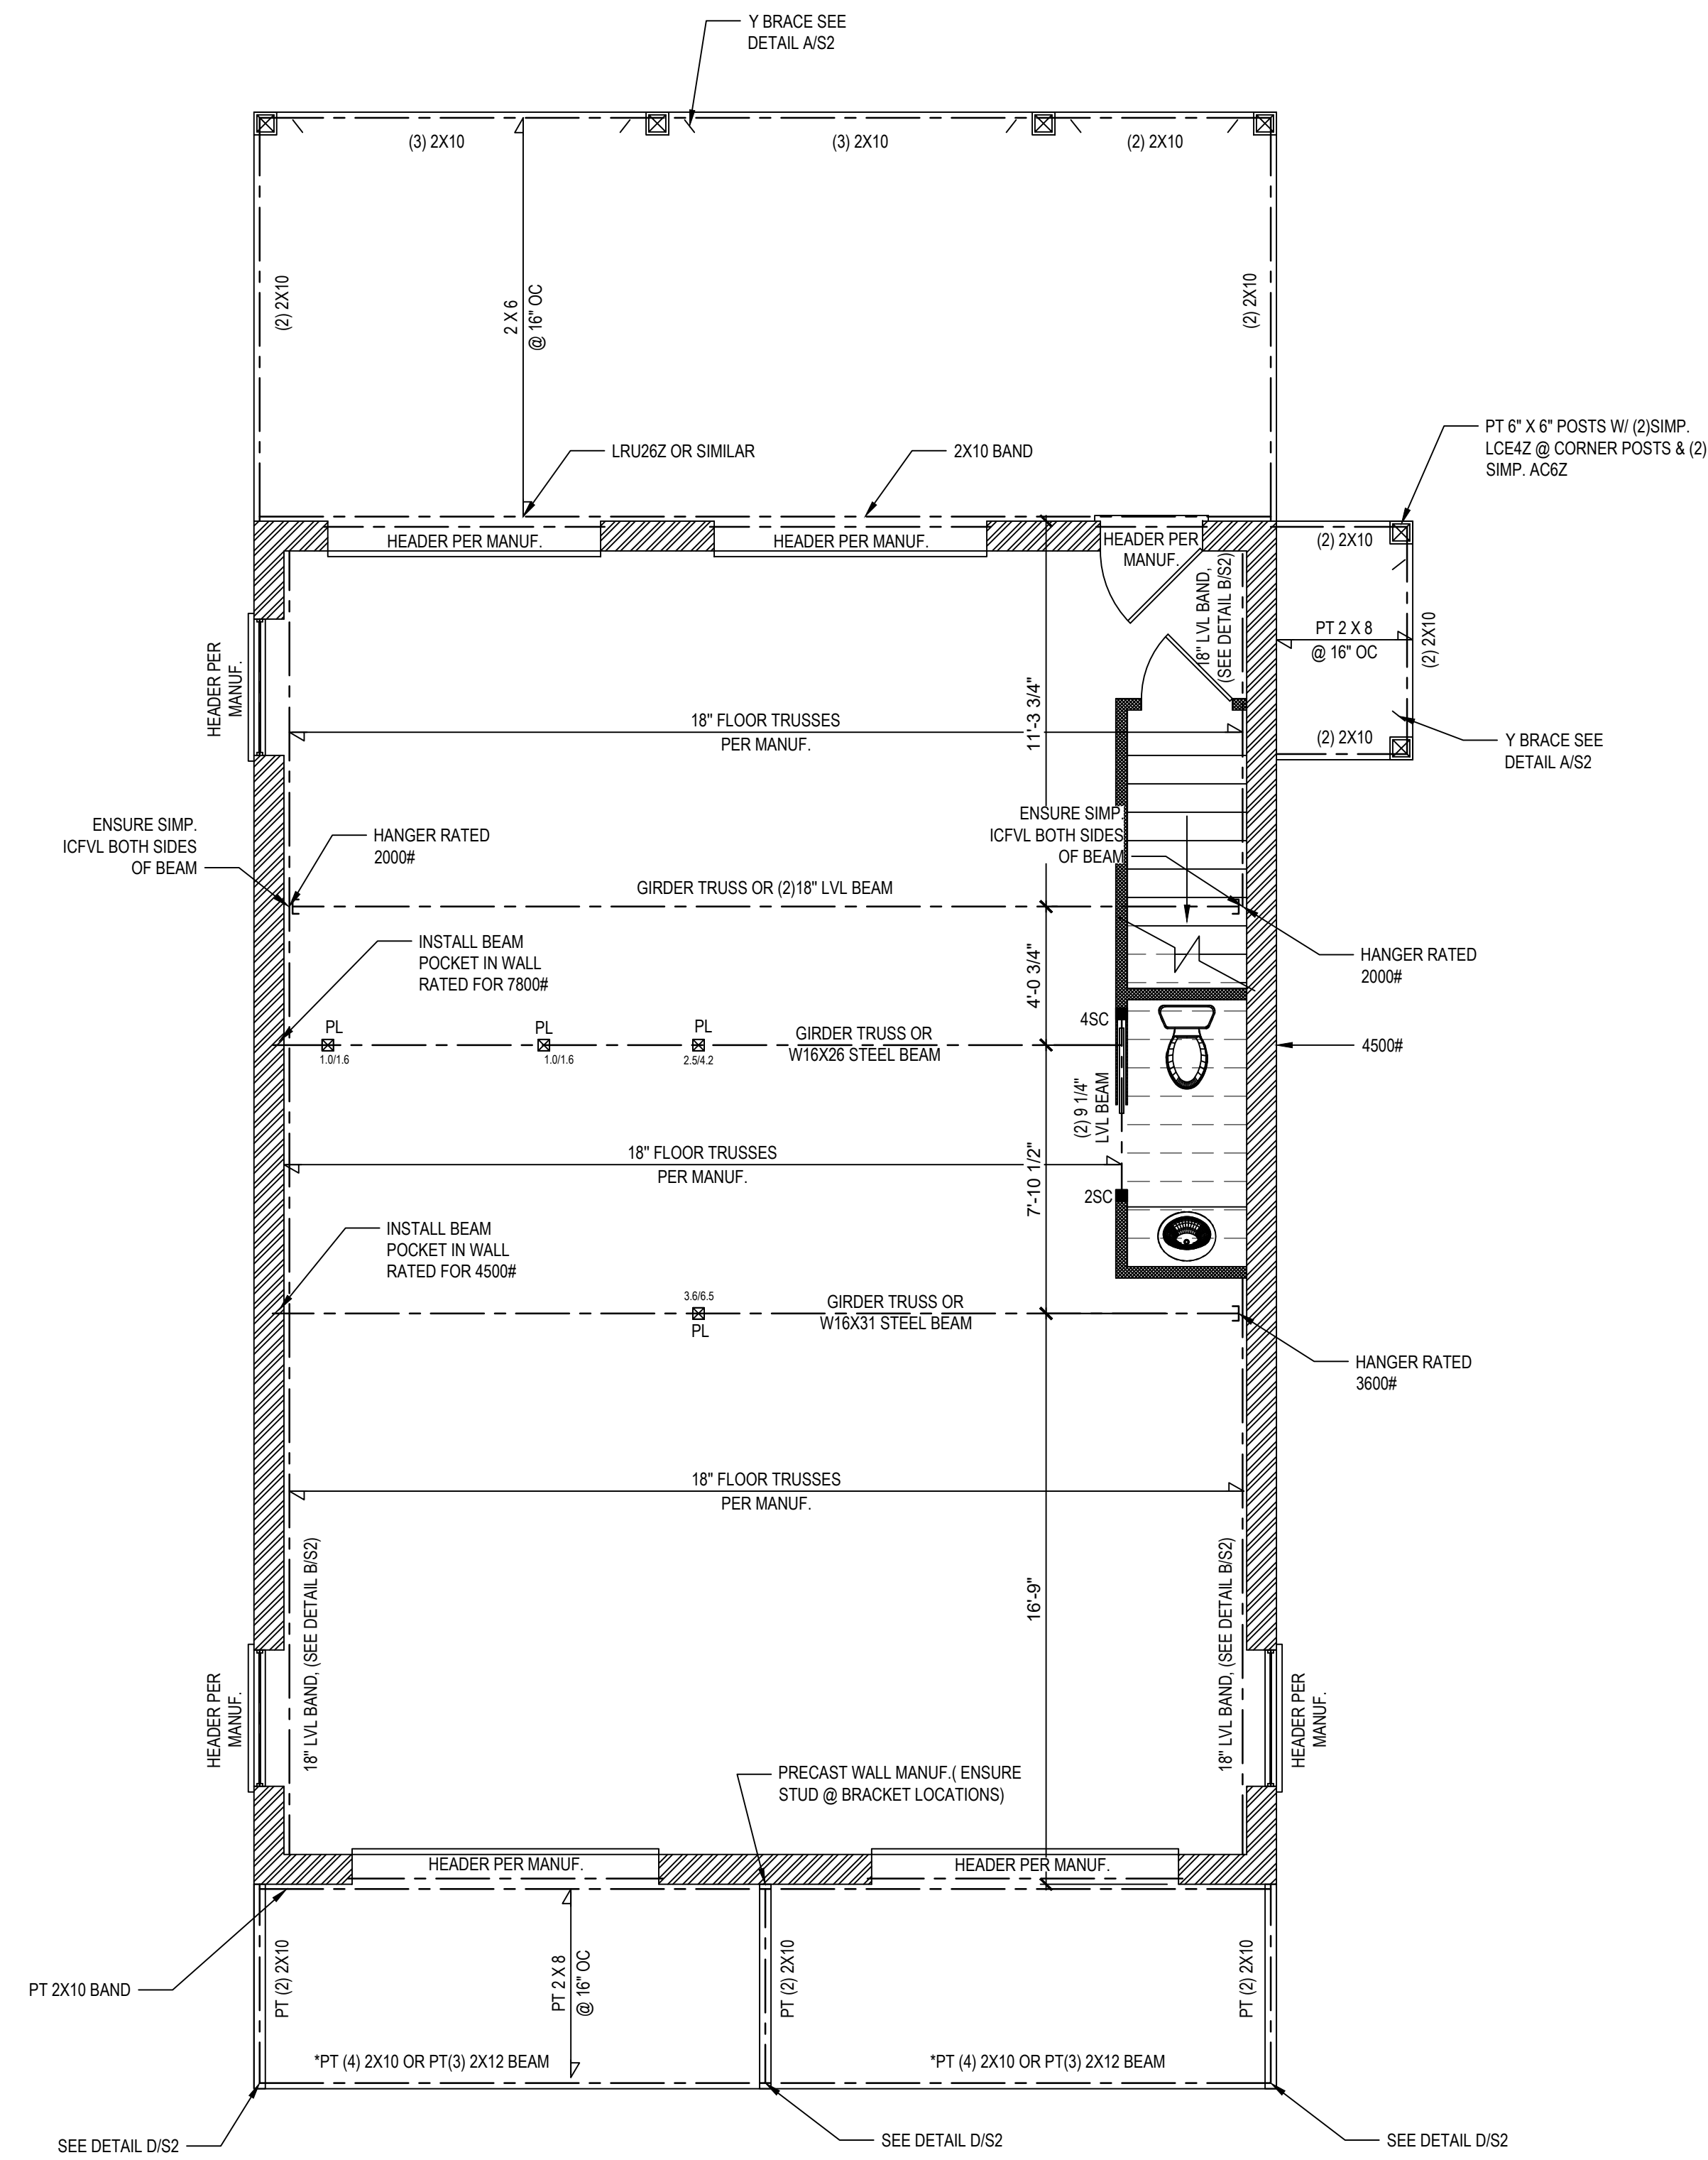 Y BRACE SEE
DETAIL A/S2
(3) 2X10
(3) 2X10
(2) 2X10
(2) 2X10
2 X 6
@ 16" OC
(2) 2X10
LRU26Z OR SIMILAR
2X10 BAND
PT 6" X 6" POSTS W/ (2)SIMP.
LCE4Z @ CORNER POSTS & (2)
SIMP. AC6Z
HEADER PER MANUF.
HEADER PER MANUF.
HEADER PER
MANUF.
(2) 2X10
18" LVL BAND,
(SEE DETAIL B/S2)
PT 2 X 8
@ 16" OC
(2) 2X10
HEADER PER
MANUF.
11'-3 3/4"
18" FLOOR TRUSSES
PER MANUF.
(2) 2X10
Y BRACE SEE
DETAIL A/S2
ENSURE SIMP.
ICFVL BOTH SIDES
OF BEAM
HANGER RATED
2000#
ENSURE SIMP.
ICFVL BOTH SIDES
OF BEAM
GIRDER TRUSS OR (2)18" LVL BEAM
INSTALL BEAM
POCKET IN WALL
RATED FOR 7800#
HANGER RATED
2000#
4'-0 3/4"
PL
1.0/1.6
PL
1.0/1.6
PL
2.5/4.2
GIRDER TRUSS OR
W16X26 STEEL BEAM
4SC
4500#
(2) 9 1/4"
LVL BEAM
18" FLOOR TRUSSES
PER MANUF.
7'-10 1/2"
2SC
INSTALL BEAM
POCKET IN WALL
RATED FOR 4500#
3.6/6.5
PL
GIRDER TRUSS OR
W16X31 STEEL BEAM
HANGER RATED
3600#
18" FLOOR TRUSSES
PER MANUF.
16'-9"
18" LVL BAND, (SEE DETAIL B/S2)
18" LVL BAND, (SEE DETAIL B/S2)
HEADER PER
MANUF.
HEADER PER
MANUF.
PRECAST WALL MANUF.( ENSURE
STUD @ BRACKET LOCATIONS)
HEADER PER MANUF.
HEADER PER MANUF.
PT 2X10 BAND
PT (2) 2X10
PT 2 X 8
@ 16" OC
PT (2) 2X10
PT (2) 2X10
*PT (4) 2X10 OR PT(3) 2X12 BEAM
*PT (4) 2X10 OR PT(3) 2X12 BEAM
SEE DETAIL D/S2
SEE DETAIL D/S2
SEE DETAIL D/S2